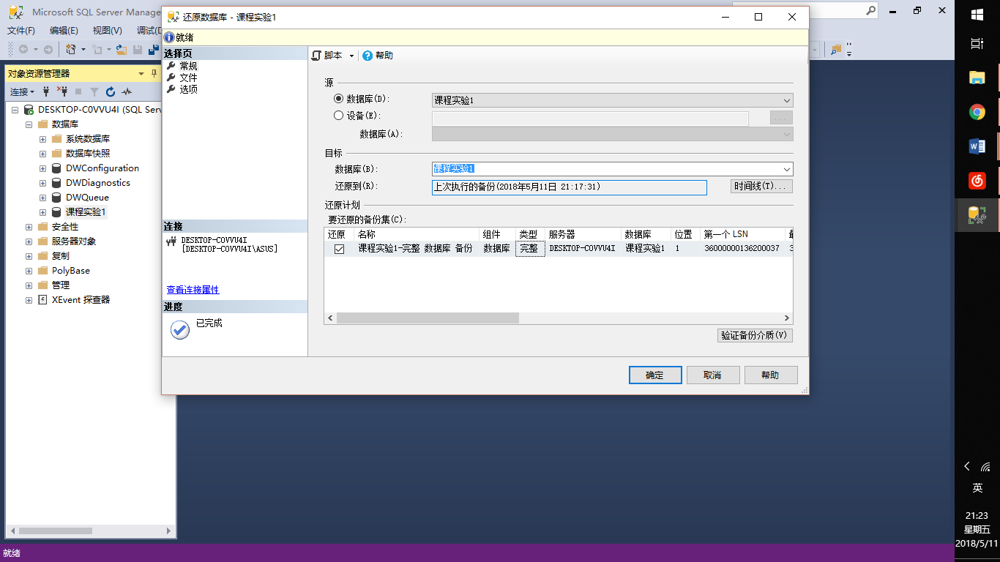 Microsoft SQL Server Manage
还原数据库 - 课程实验1
文件(F) 编辑(E) 视图(V) 调试(D
就绪
选择页
常规
文件
选项
脚本 帮助
对象资源管理器
连接
DESKTOP-C0VVU4I (SQL Serv
数据库
系统数据库
数据库快照
DWConfiguration
DWDiagnostics
DWQueue
课程实验1
安全性
服务器对象
复制
PolyBase
管理
XEvent 探查器
源
数据库(D): 课程实验1
设备(E): ...
数据库(A):
目标
数据库(B): 课程实验1
还原到(R): 上次执行的备份(2018年5月11日 21:17:31) 时间线(T)...
还原计划
要还原的备份集(C):
还原 名称 组件 类型 服务器 数据库 位置 第一个 LSN
课程实验1-完整 数据库 备份 数据库 完整 DESKTOP-C0VVU4I 课程实验1 1 36000000136200037 3
连接
DESKTOP-C0VVU4I
[DESKTOP-C0VVU4I\ASUS]
查看连接属性
进度
已完成
验证备份介质(V)
确定 取消 帮助
就绪
英
21:23
星期五
2018/5/11